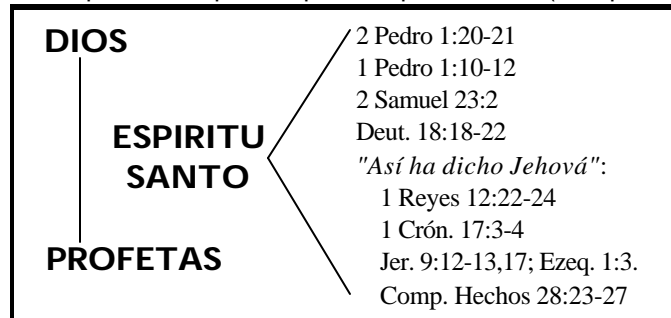 DIOS
ESPIRITU
SANTO
PROFETAS
2 Pedro 1:20-21
1 Pedro 1:10-12
2 Samuel 23:2
Deut. 18:18-22
"Así ha dicho Jehová":
1 Reyes 12:22-24
1 Crón. 17:3-4
Jer. 9:12-13,17; Ezeq. 1:3.
Comp. Hechos 28:23-27